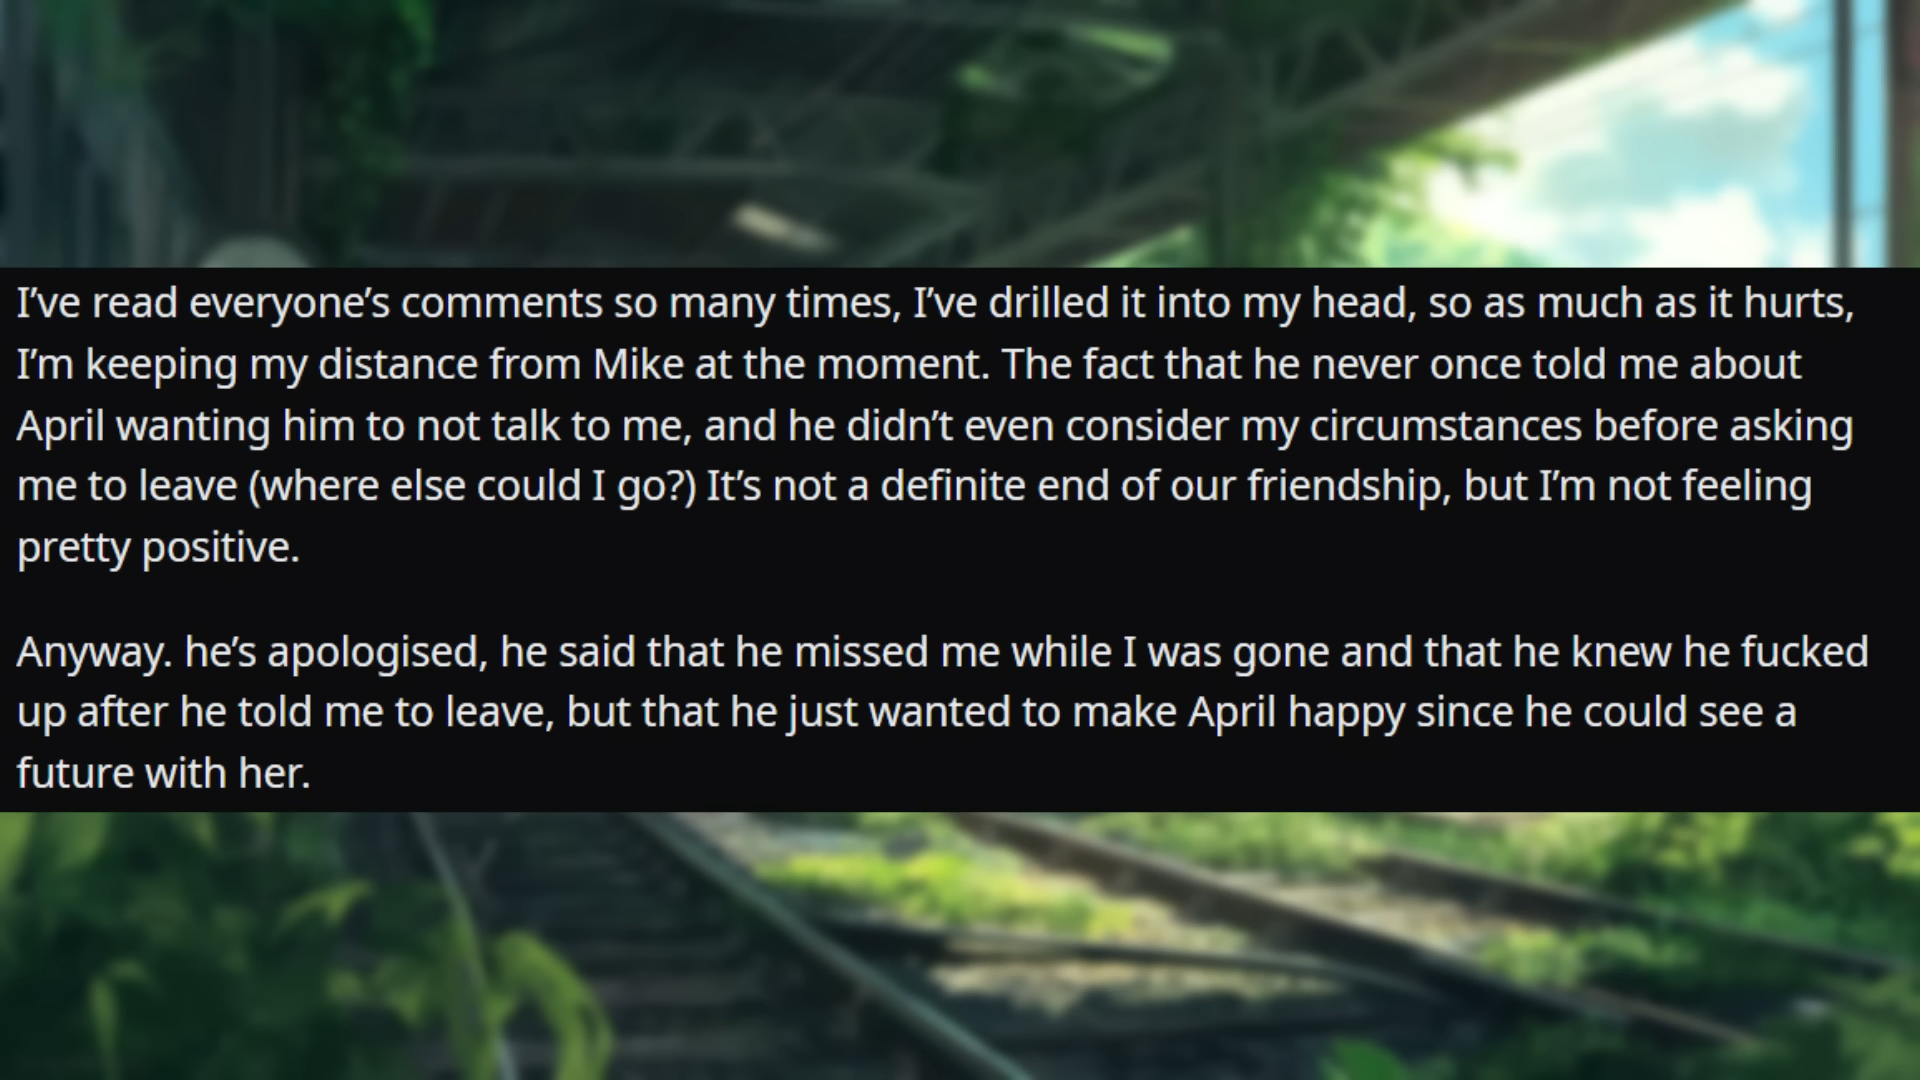 I’ve read everyone’s comments so many times, I’ve drilled it into my head, so as much as it hurts,
I’m keeping my distance from Mike at the moment. The fact that he never once told me about
April wanting him to not talk to me, and he didn’t even consider my circumstances before asking
me to leave (where else could I go?) It’s not a definite end of our friendship, but I’m not feeling
pretty positive.
Anyway. he’s apologised, he said that he missed me while I was gone and that he knew he fucked
up after he told me to leave, but that he just wanted to make April happy since he could see a
future with her.